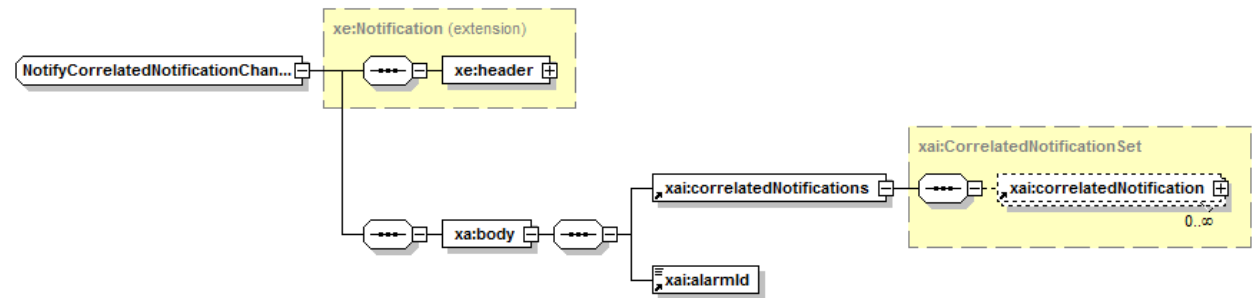 xe:Notification (extension)
NotifyCorrelatedNotificationChan...
xe:header
xai:CorrelatedNotificationSet
xai:correlatedNotifications
xai:correlatedNotification
0..∞
xa:body
xai:alarmId